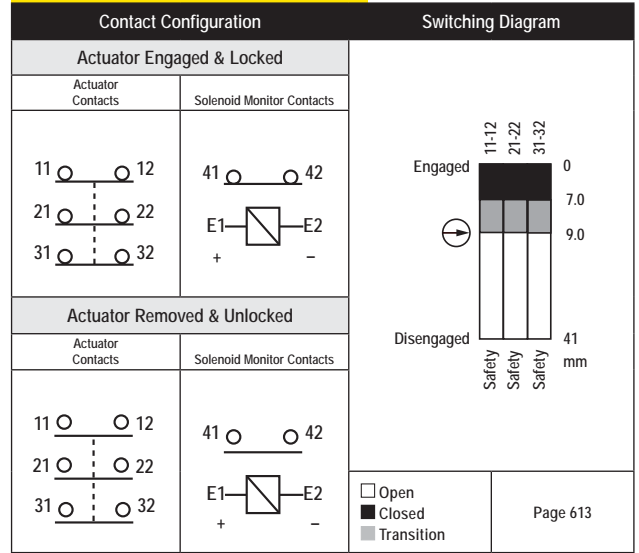 Contact Configuration
Switching Diagram
Actuator Engaged & Locked
Actuator
Contacts
Solenoid Monitor Contacts
11 12
21 22
31 32
41 42
E1 E2
+ –
Actuator Removed & Unlocked
Actuator
Contacts
Solenoid Monitor Contacts
11 12
21 22
31 32
41 42
E1 E2
+ –
11-12
21-22
31-32
Engaged
0
7.0
9.0
Disengaged
41
mm
Safety
Safety
Safety
Open
Closed
Transition
Page 613